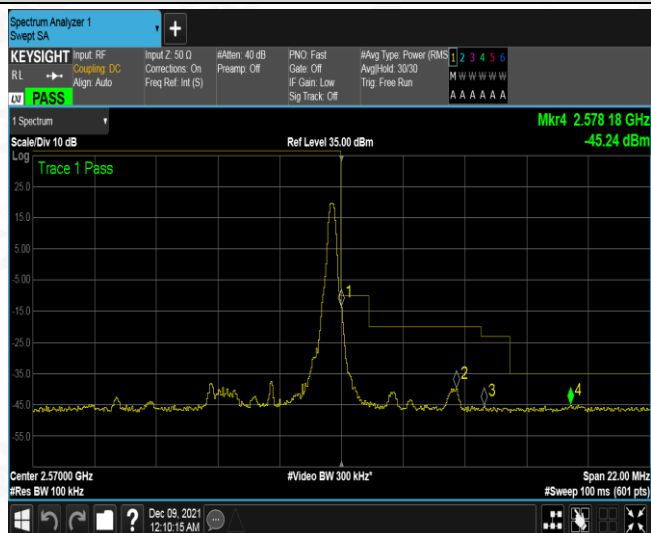 Spectrum Analyzer 1
Swept SA
KEYSIGHT
R L
LXI PASS
Input: RF
Coupling: DC
Align: Auto
Input Z: 50 Ω
Corrections: On
Freq Ref: Int (S)
#Atten: 40 dB
Preamp: Off
PNO: Fast
Gate: Off
IF Gain: Low
Sig Track: Off
#Avg Type: Power (RMS
Avg|Hold: 30/30
Trig: Free Run
1 2 3 4 5 6
M W W W W W
A A A A A A
1 Spectrum
Mkr4 2.578 18 GHz
Scale/Div 10 dB
Ref Level 35.00 dBm
-45.24 dBm
Log
Trace 1 Pass
25.0
15.0
5.00
-5.00
1
-15.0
-25.0
-35.0
2
3
4
-45.0
-55.0
Center 2.57000 GHz
#Video BW 300 kHz*
Span 22.00 MHz
#Res BW 100 kHz
#Sweep 100 ms (601 pts)
?
Dec 09, 2021
12:10:15 AM